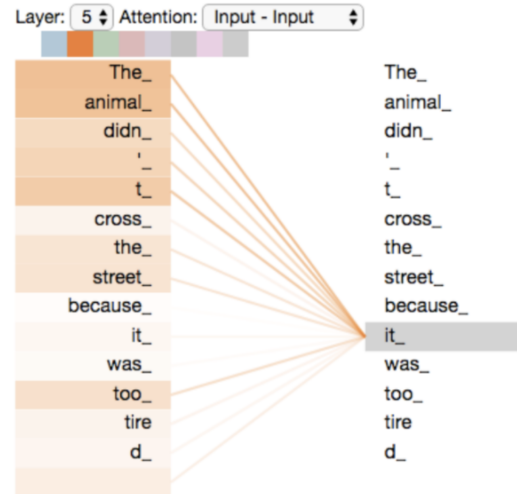 Layer: 5 Attention: Input - Input
The_ The_
animal_ animal_
didn_ didn_
'_ '_
t_ t_
cross_ cross_
the_ the_
street_ street_
because_ because_
it_ it_
was_ was_
too_ too_
tire tire
d_ d_